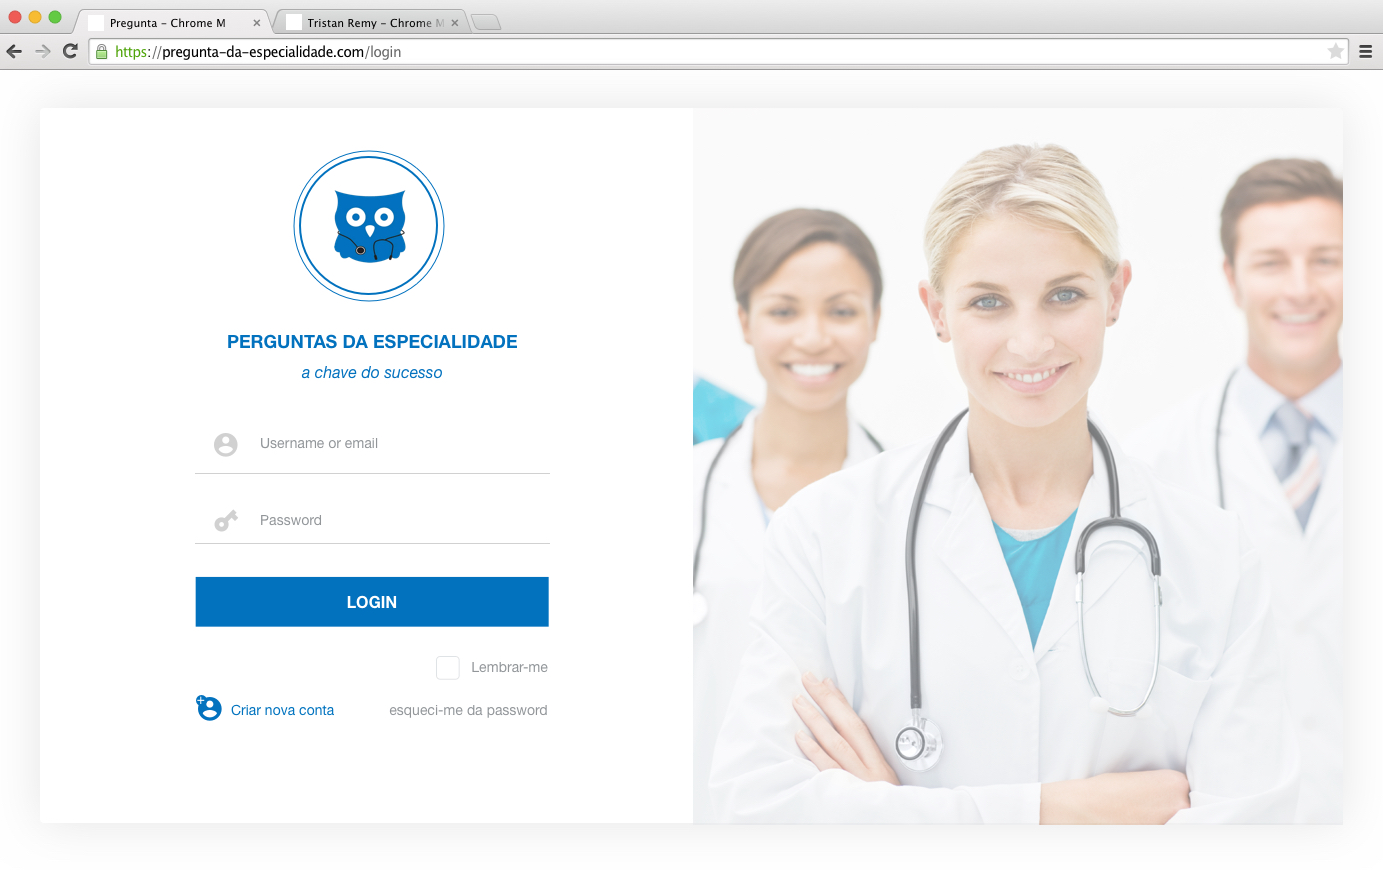 Pregunta – Chrome M
Tristan Remy – Chrome M
https://pregunta-da-especialidade.com/login
PERGUNTAS DA ESPECIALIDADE
a chave do sucesso
Username or email
Password
LOGIN
Lembrar-me
Criar nova conta
esqueci-me da password